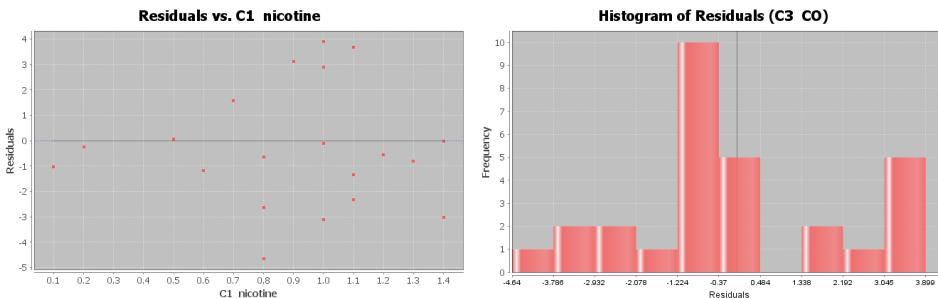 Residuals vs. C1 nicotine
Residuals
4
3
2
1
0
-1
-2
-3
-4
-5
0.1 0.2 0.3 0.4 0.5 0.6 0.7 0.8 0.9 1.0 1.1 1.2 1.3 1.4
C1 nicotine
Histogram of Residuals (C3 CO)
Frequency
10
9
8
7
6
5
4
3
2
1
0
-4.64 -3.786 -2.932 -2.078 -1.224 -0.37 0.484 1.338 2.192 3.045 3.899
Residuals